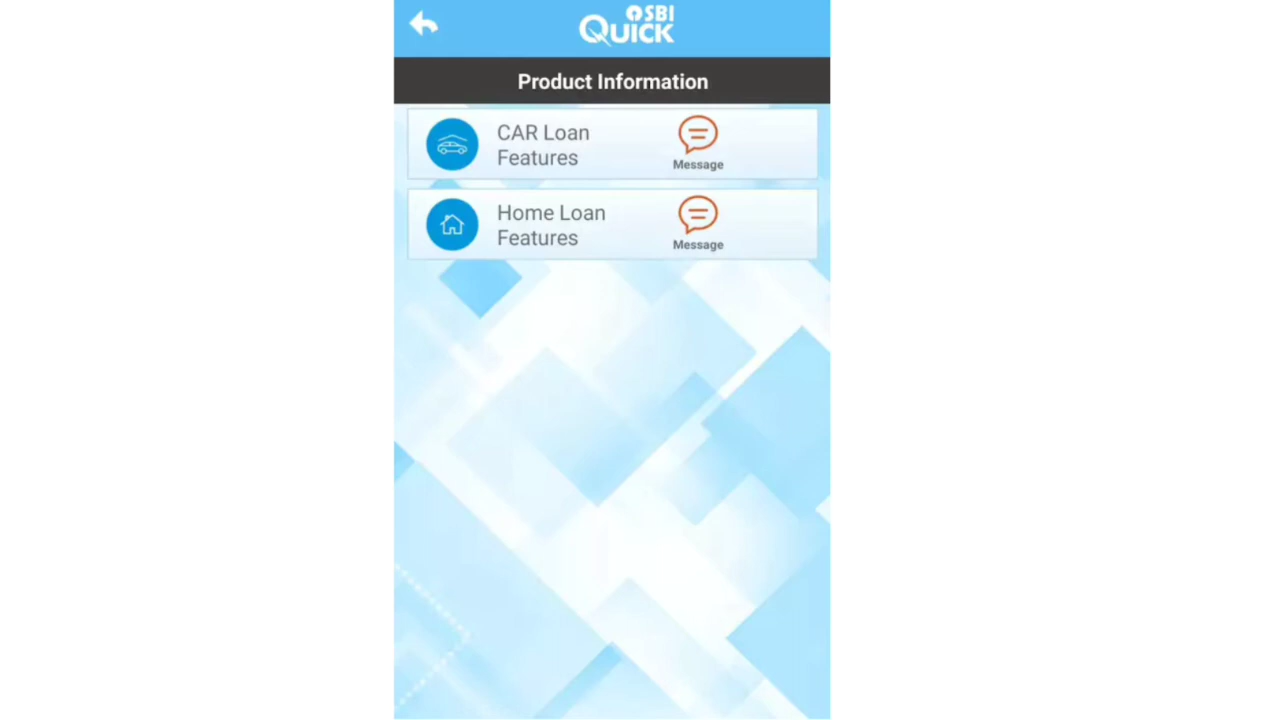 SBI
QUICK
Product Information
CAR Loan
Features
Message
Home Loan
Features
Message